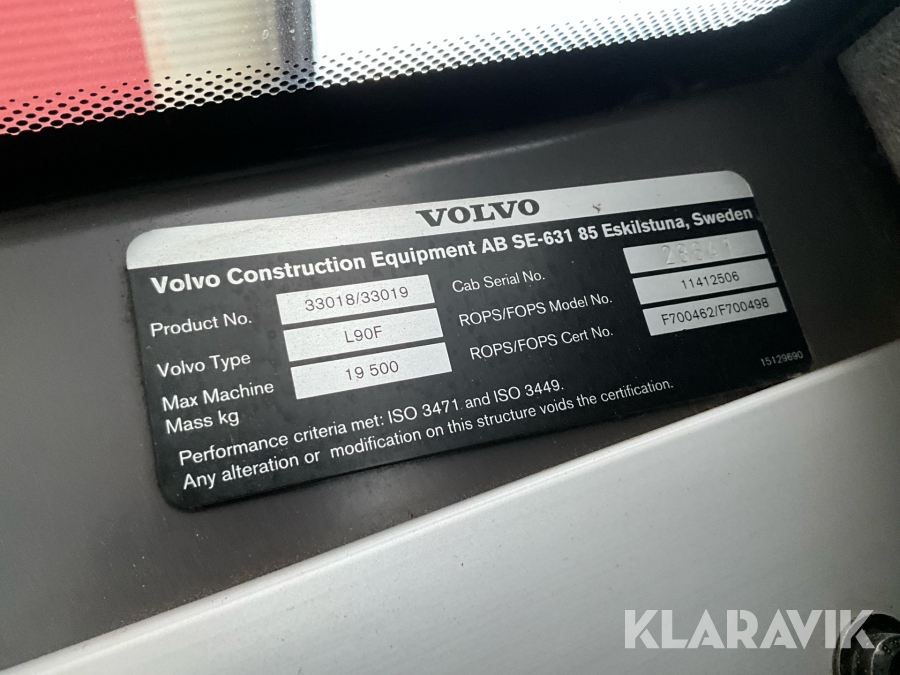 VOLVO
Volvo Construction Equipment AB SE-631 85 Eskilstuna, Sweden
Product No. 33018/33019
Volvo Type L90F
Max Machine Mass kg 19 500
Cab Serial No.
ROPS/FOPS Model No. 11412506
ROPS/FOPS Cert No. F700462/F700498
15129690
Performance criteria met: ISO 3471 and ISO 3449.
Any alteration or modification on this structure voids the certification.
KLARAVIK